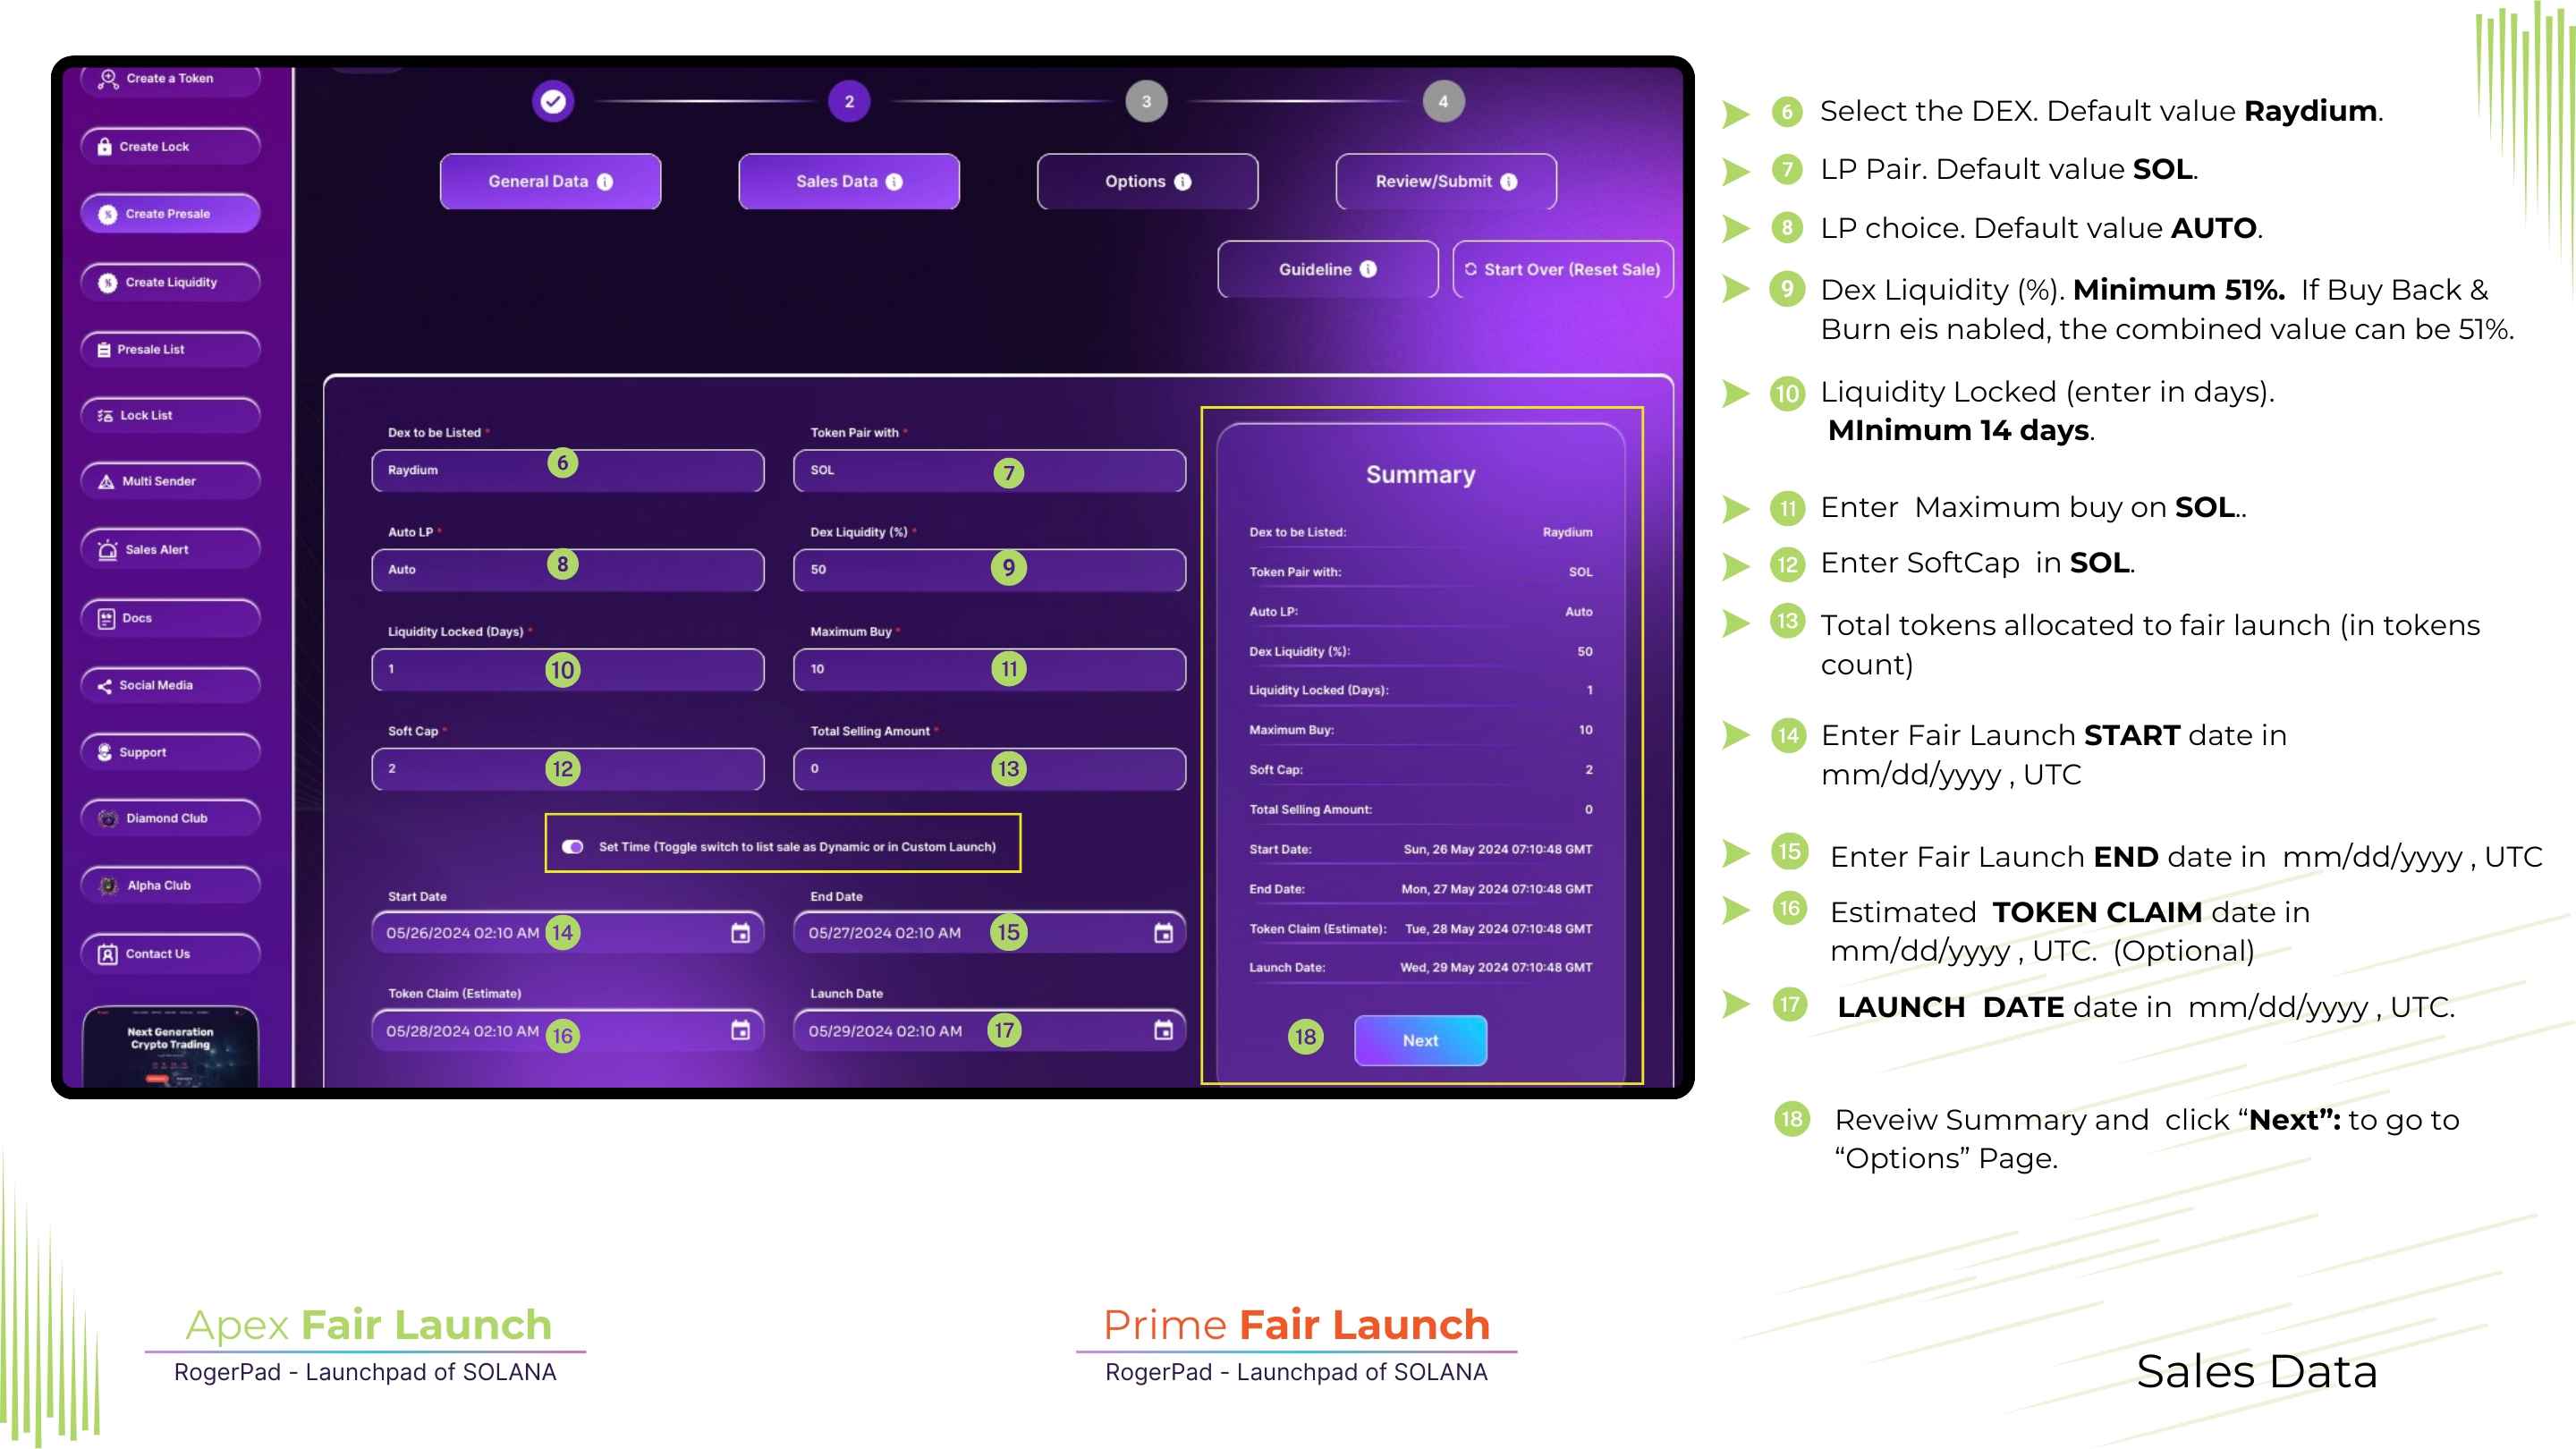 Create a Token
Create Lock
Create Presale
Create Liquidity
Presale List
Lock List
Multi Sender
Sales Alert
Docs
Social Media
Support
Diamond Club
Alpha Club
Contact Us
Next Generation
Crypto Trading
2
3
4
General Data
Sales Data
Options
Review/Submit
Guideline
Start Over (Reset Sale)
Dex to be Listed *
Raydium
6
Token Pair with *
SOL
7
Auto LP *
Auto
8
Dex Liquidity (%) *
50
9
Liquidity Locked (Days) *
1
10
Maximum Buy *
10
11
Soft Cap *
2
12
Total Selling Amount *
0
13
Set Time (Toggle switch to list sale as Dynamic or in Custom Launch)
Start Date
05/26/2024 02:10 AM
14
End Date
05/27/2024 02:10 AM
15
Token Claim (Estimate)
05/28/2024 02:10 AM
16
Launch Date
05/29/2024 02:10 AM
17
Summary
Dex to be Listed: Raydium
Token Pair with: SOL
Auto LP: Auto
Dex Liquidity (%): 50
Liquidity Locked (Days): 1
Maximum Buy: 10
Soft Cap: 2
Total Selling Amount: 0
Start Date: Sun, 26 May 2024 07:10:48 GMT
End Date: Mon, 27 May 2024 07:10:48 GMT
Token Claim (Estimate): Tue, 28 May 2024 07:10:48 GMT
Launch Date: Wed, 29 May 2024 07:10:48 GMT
18
Next
6 Select the DEX. Default value Raydium.
7 LP Pair. Default value SOL.
8 LP choice. Default value AUTO.
9 Dex Liquidity (%). Minimum 51%. If Buy Back &
Burn eis nabled, the combined value can be 51%.
10 Liquidity Locked (enter in days).
MInimum 14 days.
11 Enter Maximum buy on SOL..
12 Enter SoftCap in SOL.
13 Total tokens allocated to fair launch (in tokens
count)
14 Enter Fair Launch START date in
mm/dd/yyyy , UTC
15 Enter Fair Launch END date in mm/dd/yyyy , UTC
16 Estimated TOKEN CLAIM date in
mm/dd/yyyy , UTC. (Optional)
17 LAUNCH DATE date in mm/dd/yyyy , UTC.
18 Reveiw Summary and click “Next”: to go to
“Options” Page.
Apex Fair Launch
RogerPad - Launchpad of SOLANA
Prime Fair Launch
RogerPad - Launchpad of SOLANA
Sales Data